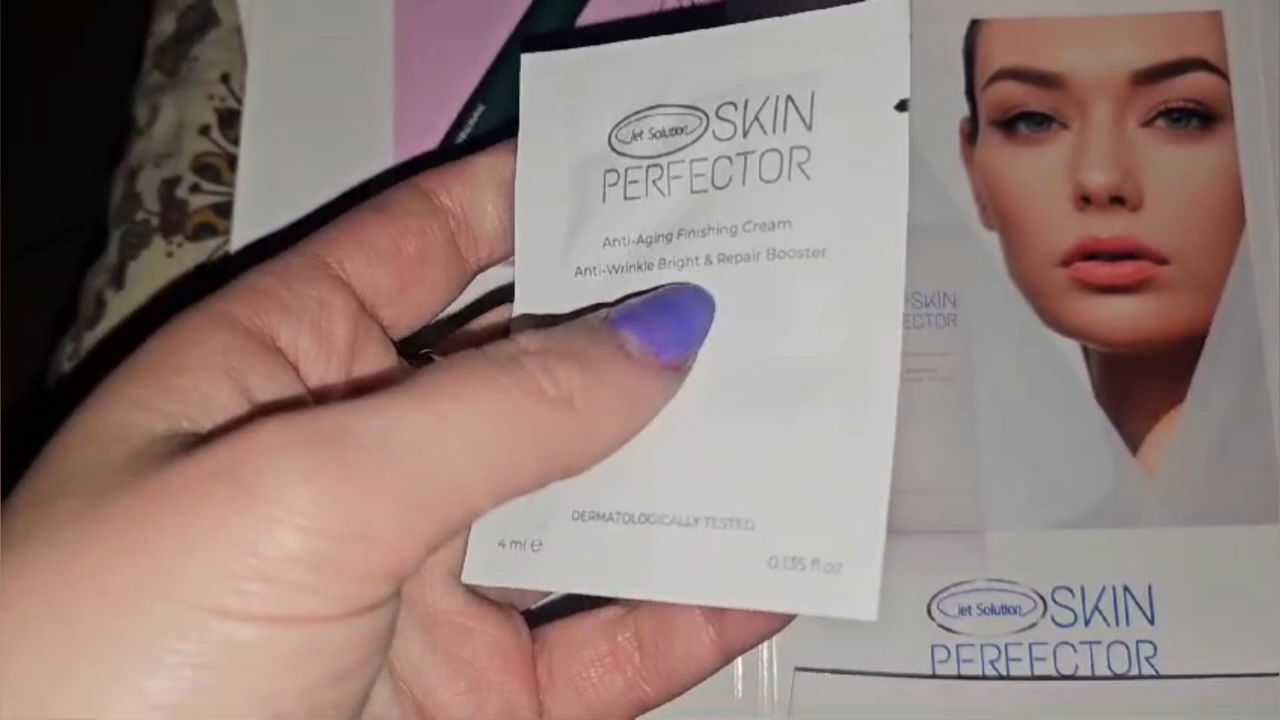 Jet Solution SKIN
PERFECTOR
Anti-Aging Finishing Cream
Anti-Wrinkle Bright & Repair Booster
DERMATOLOGICALLY TESTED
4 ml e
0.135 fl.oz
SKIN
ECTOR
Jet Solution SKIN
PERFECTOR